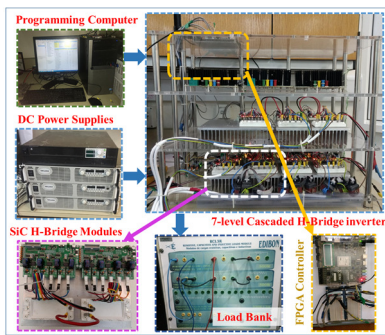 Programming Computer
DC Power Supplies
SiC H-Bridge Modules
7-level Cascaded H-Bridge inverter
EDIBON
Load Bank
FPGA Controller